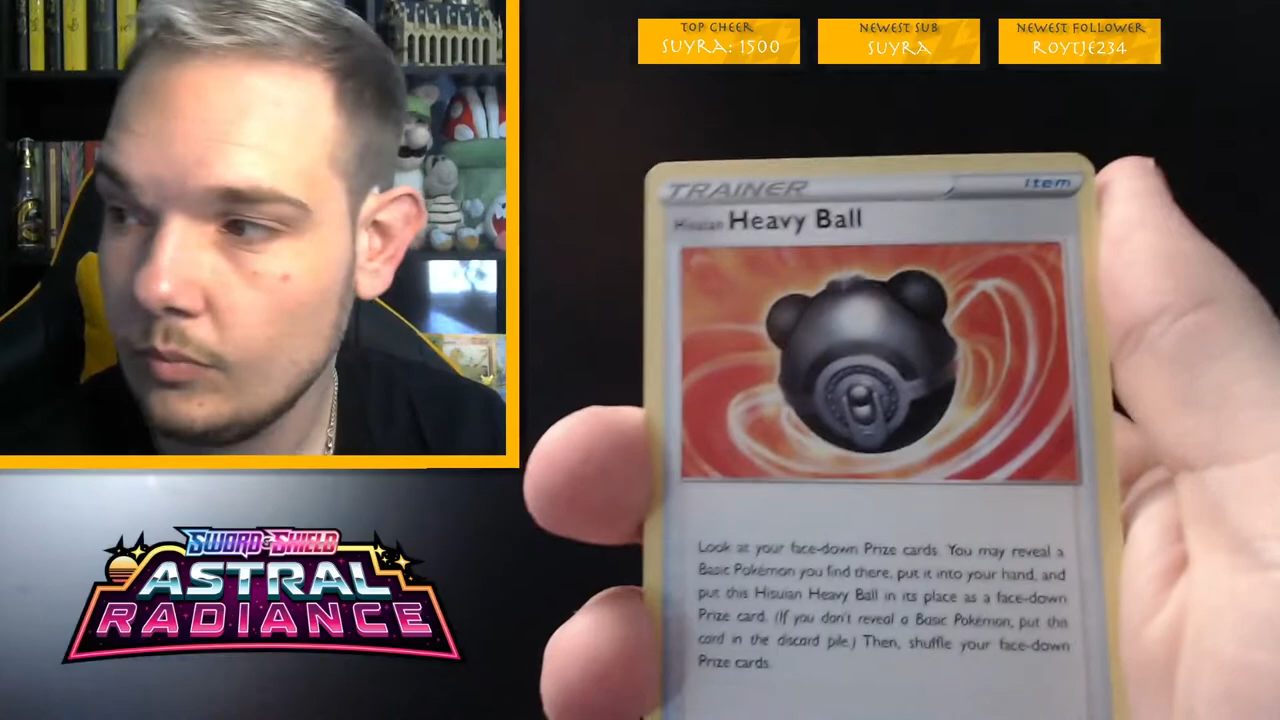 TOP CHEER
SUYRA: 1500
NEWEST SUB
SUYRA
NEWEST FOLLOWER
ROYTJE234
TRAINER
Item
Hisuian Heavy Ball
Look at your face-down Prize cards. You may reveal a
Basic Pokémon you find there, put it into your hand, and
put this Hisuian Heavy Ball in its place as a face-down
Prize card. (If you don't reveal a Basic Pokémon, put this
card in the discard pile.) Then, shuffle your face-down
Prize cards.
SWORD & SHIELD
ASTRAL
RADIANCE